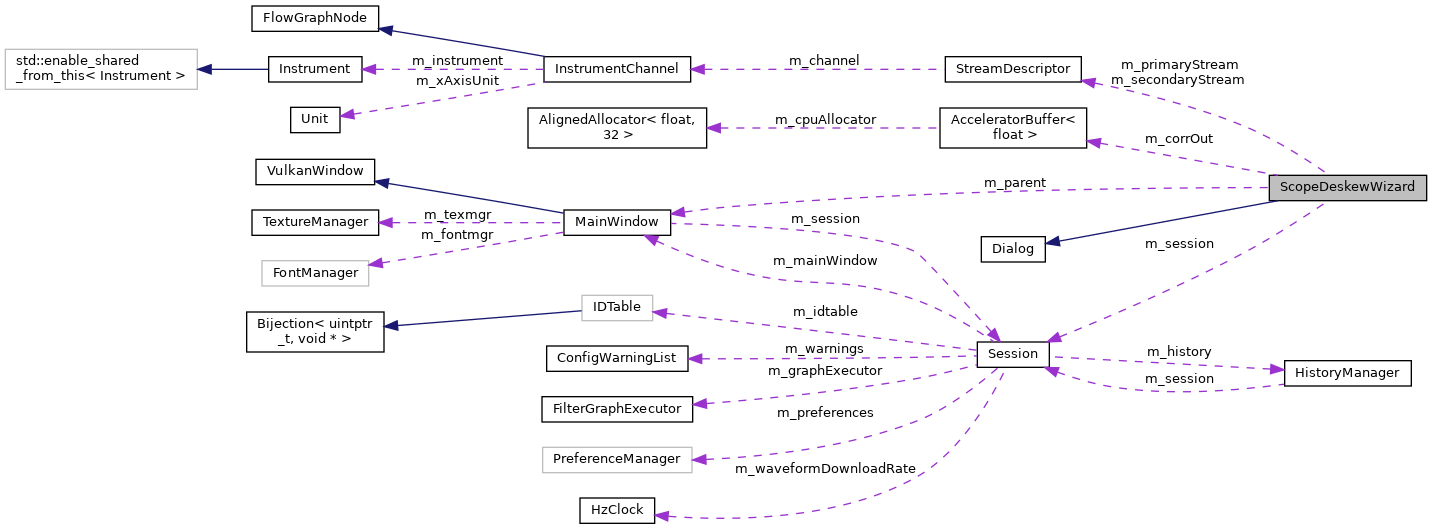 FlowGraphNode
std::enable_shared
_from_this< Instrument >
Instrument
m_instrument
m_xAxisUnit
InstrumentChannel
m_channel
StreamDescriptor
m_primaryStream
m_secondaryStream
Unit
AlignedAllocator< float,
32 >
m_cpuAllocator
AcceleratorBuffer<
float >
m_corrOut
VulkanWindow
m_parent
ScopeDeskewWizard
TextureManager
m_texmgr
m_fontmgr
MainWindow
m_session
Dialog
m_session
FontManager
m_mainWindow
IDTable
m_idtable
Bijection< uintptr
_t, void * >
ConfigWarningList
m_warnings
m_graphExecutor
Session
m_history
m_session
HistoryManager
FilterGraphExecutor
m_preferences
PreferenceManager
m_waveformDownloadRate
HzClock